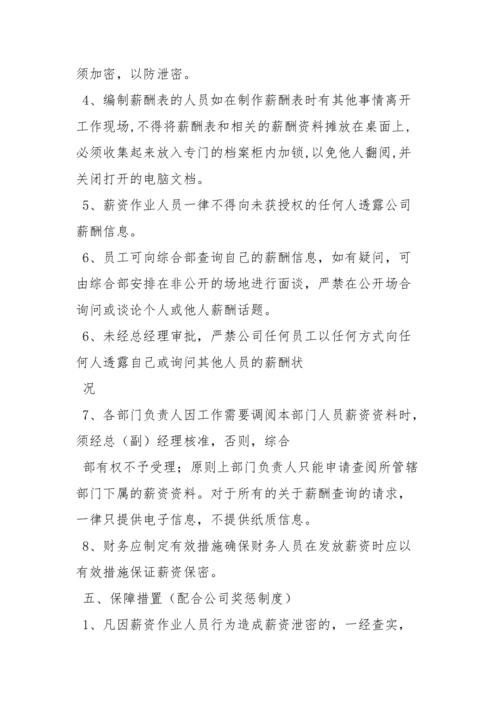 须加密，以防泄密。
4、编制薪酬表的人员如在制作薪酬表时有其他事情离开
工作现场,不得将薪酬表和相关的薪酬资料摊放在桌面上,
必须收集起来放入专门的档案柜内加锁,以免他人翻阅,并
关闭打开的电脑文档。
5、薪资作业人员一律不得向未获授权的任何人透露公司
薪酬信息。
6、员工可向综合部查询自己的薪酬信息，如有疑问，可
由综合部安排在非公开的场地进行面谈，严禁在公开场合
询问或谈论个人或他人薪酬话题。
6、未经总经理审批，严禁公司任何员工以任何方式向任
何人透露自己或询问其他人员的薪酬状
况
7、各部门负责人因工作需要调阅本部门人员薪资资料时，
须经总（副）经理核准，否则，综合
部有权不予受理；原则上部门负责人只能申请查阅所管辖
部门下属的薪资资料。对于所有的关于薪酬查询的请求，
一律只提供电子信息，不提供纸质信息。
8、财务应制定有效措施确保财务人员在发放薪资时应以
有效措施保证薪资保密。
五、保障措置（配合公司奖惩制度）
1、凡因薪资作业人员行为造成薪资泄密的，一经查实，